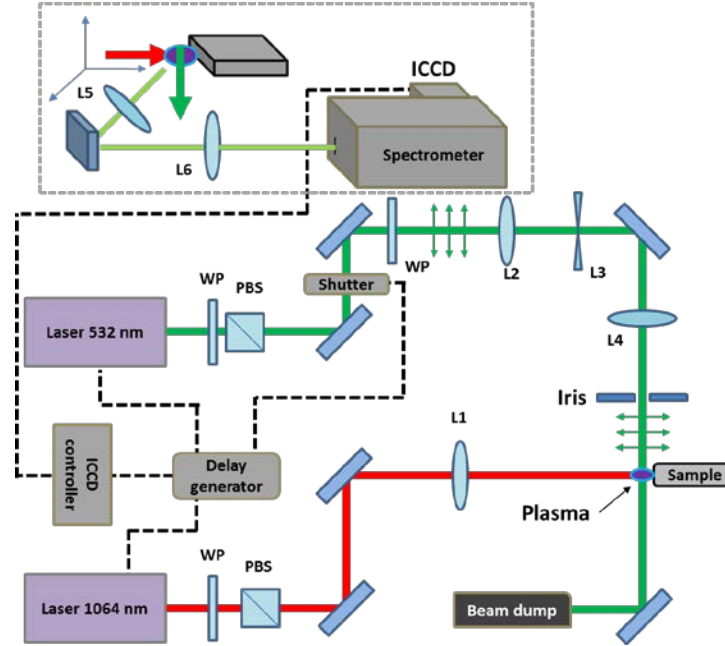 ICCD
L5
Spectrometer
L6
WP
L2
L3
WP
PBS
Shutter
Laser 532 nm
L4
Iris
L1
ICCD
controller
Delay
generator
Sample
Plasma
WP
PBS
Laser 1064 nm
Beam dump